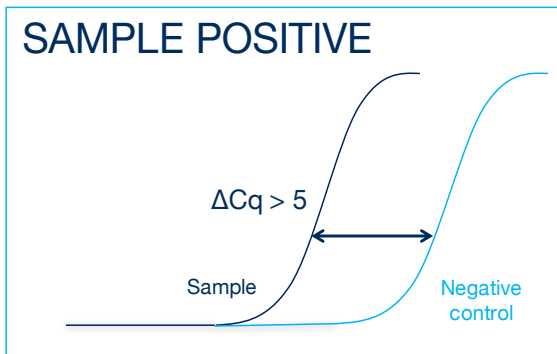 SAMPLE POSITIVE
ΔCq > 5
Sample
Negative
control